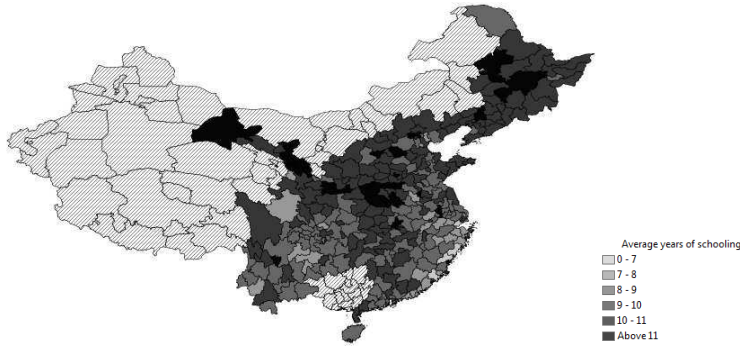 Average years of schooling
0 - 7
7 - 8
8 - 9
9 - 10
10 - 11
Above 11